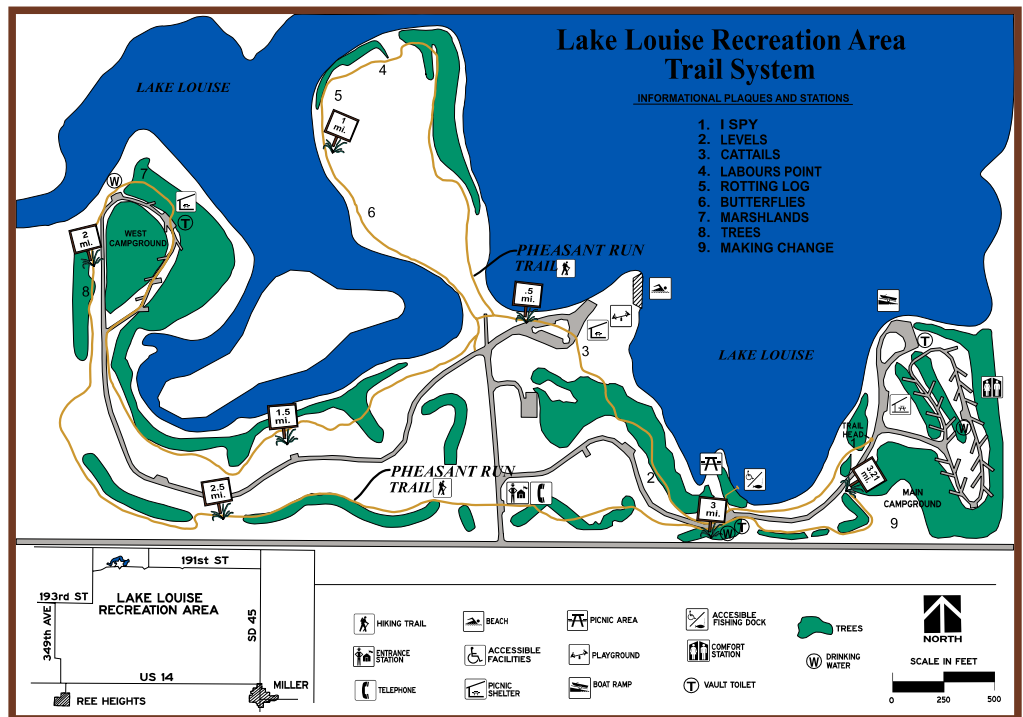 Lake Louise Recreation Area
Trail System
INFORMATIONAL PLAQUES AND STATIONS
1. I SPY
2. LEVELS
3. CATTAILS
4. LABOURS POINT
5. ROTTING LOG
6. BUTTERFLIES
7. MARSHLANDS
8. TREES
9. MAKING CHANGE
LAKE LOUISE
4
5
1
mi.
6
7
W
T
WEST
CAMPGROUND
2
mi.
8
PHEASANT RUN
TRAIL
.5
mi.
3
LAKE LOUISE
T
W
1.5
mi.
TRAIL
HEAD
PHEASANT RUN
TRAIL
2.5
mi.
2
3
mi.
W
T
3.21
mi.
MAIN
CAMPGROUND
9
191st ST
193rd ST
LAKE LOUISE
RECREATION AREA
349th AVE
SD 45
US 14
MILLER
REE HEIGHTS
HIKING TRAIL
BEACH
PICNIC AREA
ACCESIBLE
FISHING DOCK
TREES
ENTRANCE
STATION
ACCESSIBLE
FACILITIES
PLAYGROUND
COMFORT
STATION
W
DRINKING
WATER
TELEPHONE
PICNIC
SHELTER
BOAT RAMP
T
VAULT TOILET
NORTH
SCALE IN FEET
0 250 500